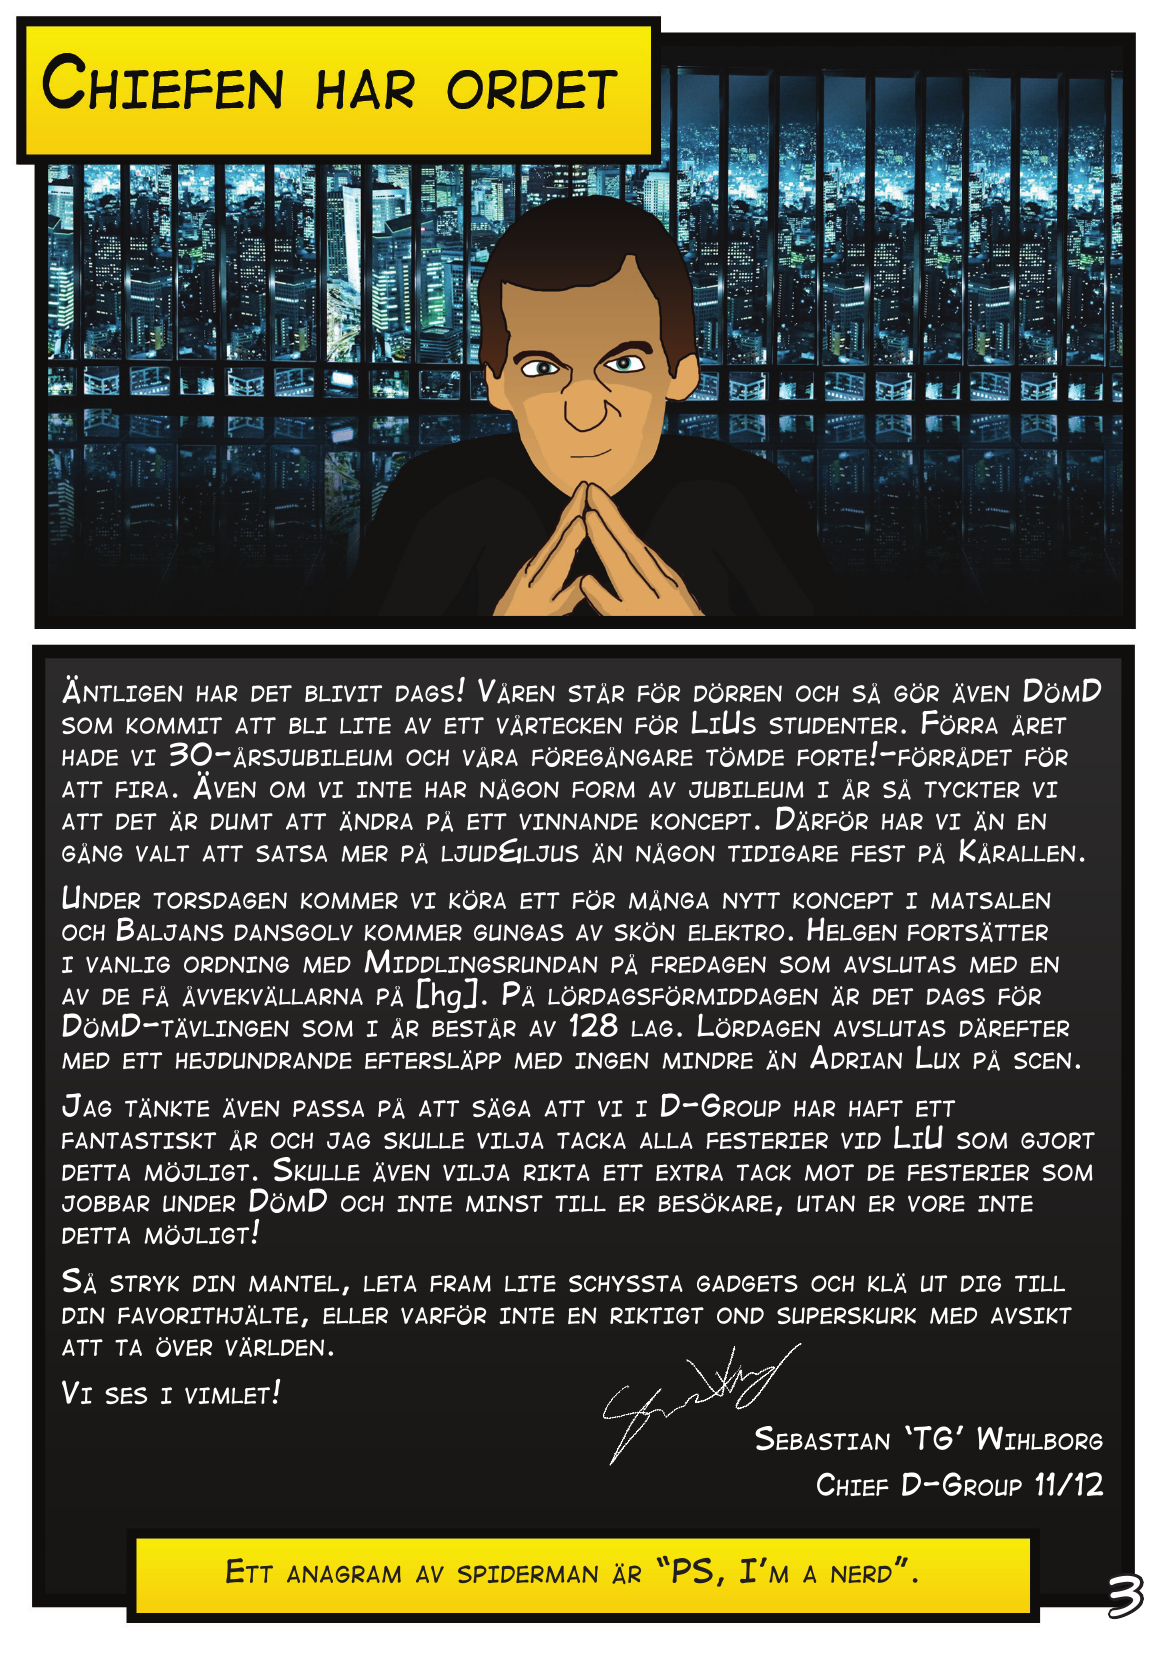 Chiefen har ordet
Äntligen har det blivit dags! Våren står för dörren och så gör även DömD
som kommit att bli lite av ett vårtecken för LiUs studenter. Förra året
hade vi 30-årsjubileum och våra föregångare tömde forte!-förrådet för
att fira. Även om vi inte har någon form av jubileum i år så tyckter vi
att det är dumt att ändra på ett vinnande koncept. Därför har vi än en
gång valt att satsa mer på ljud&ljus än någon tidigare fest på Kårallen.
Under torsdagen kommer vi köra ett för många nytt koncept i matsalen
och Baljans dansgolv kommer gungas av skön elektro. Helgen fortsätter
i vanlig ordning med Middlingsrundan på fredagen som avslutas med en
av de få åvvekvällarna på [hg]. På lördagsförmiddagen är det dags för
DömD-tävlingen som i år består av 128 lag. Lördagen avslutas därefter
med ett hejdundrande eftersläpp med ingen mindre än Adrian Lux på scen.
Jag tänkte även passa på att säga att vi i D-Group har haft ett
fantastiskt år och jag skulle vilja tacka alla festerier vid LiU som gjort
detta möjligt. Skulle även vilja rikta ett extra tack mot de festerier som
jobbar under DömD och inte minst till er besökare, utan er vore inte
detta möjligt!
Så stryk din mantel, leta fram lite schyssta gadgets och klä ut dig till
din favorithjälte, eller varför inte en riktigt ond superskurk med avsikt
att ta över världen.
Vi ses i vimlet!
Sebastian ‘TG’ Wihlborg
Chief D-Group 11/12
Ett anagram av spiderman är “PS, I’m a nerd”.
3